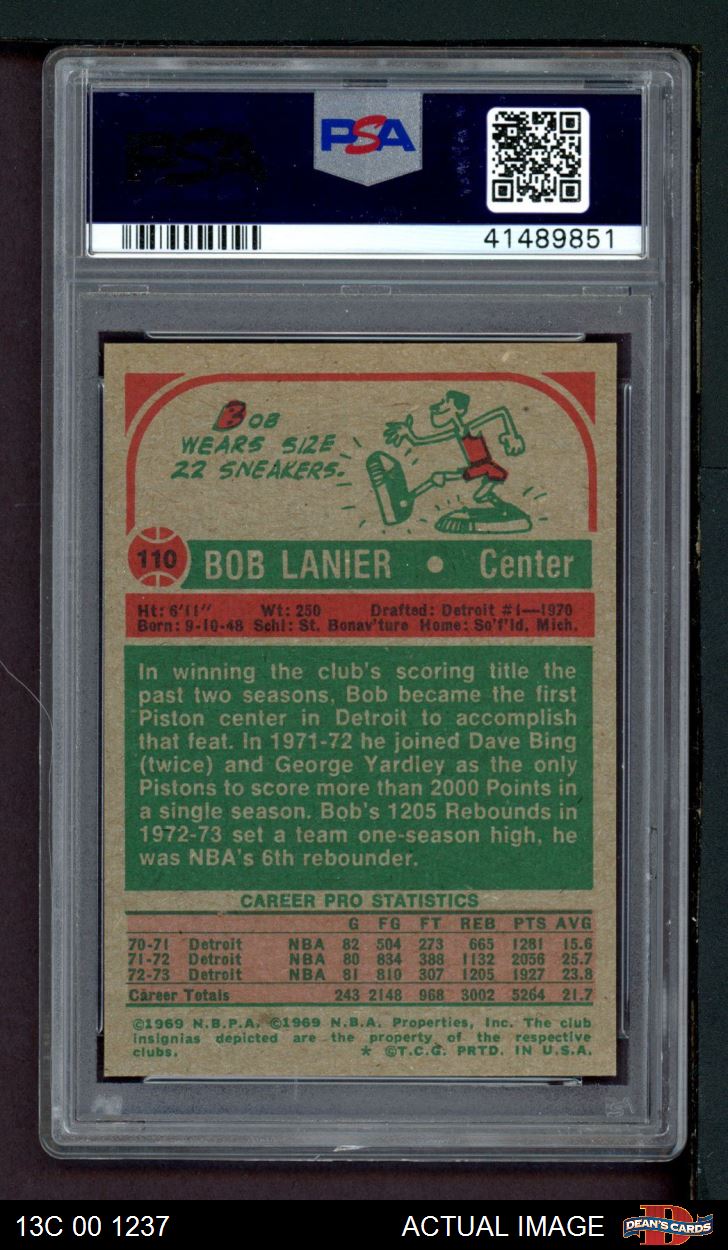 PSA
PSA
41489851
BOB
WEARS SIZE
22 SNEAKERS.
110 BOB LANIER • Center
Ht: 6'11" Wt: 250 Drafted: Detroit #1—1970
Born: 9-10-48 Schl: St. Bonav'ture Home: So'f'ld, Mich.
In winning the club's scoring title the
past two seasons, Bob became the first
Piston center in Detroit to accomplish
that feat. In 1971-72 he joined Dave Bing
(twice) and George Yardley as the only
Pistons to score more than 2000 Points in
a single season. Bob's 1205 Rebounds in
1972-73 set a team one-season high, he
was NBA's 6th rebounder.
CAREER PRO STATISTICS
G FG FT REB PTS AVG
70-71 Detroit NBA 82 504 273 665 1281 15.6
71-72 Detroit NBA 80 834 388 1132 2056 25.7
72-73 Detroit NBA 81 810 307 1205 1927 23.8
Career Totals 243 2148 968 3002 5264 21.7
©1969 N.B.P.A. ©1969 N.B.A. Properties, Inc. The club
insignias depicted are the property of the respective
clubs. * ©T.C.G. PRTD. IN U.S.A.
13C 00 1237 ACTUAL IMAGE DEAN'S CARDS